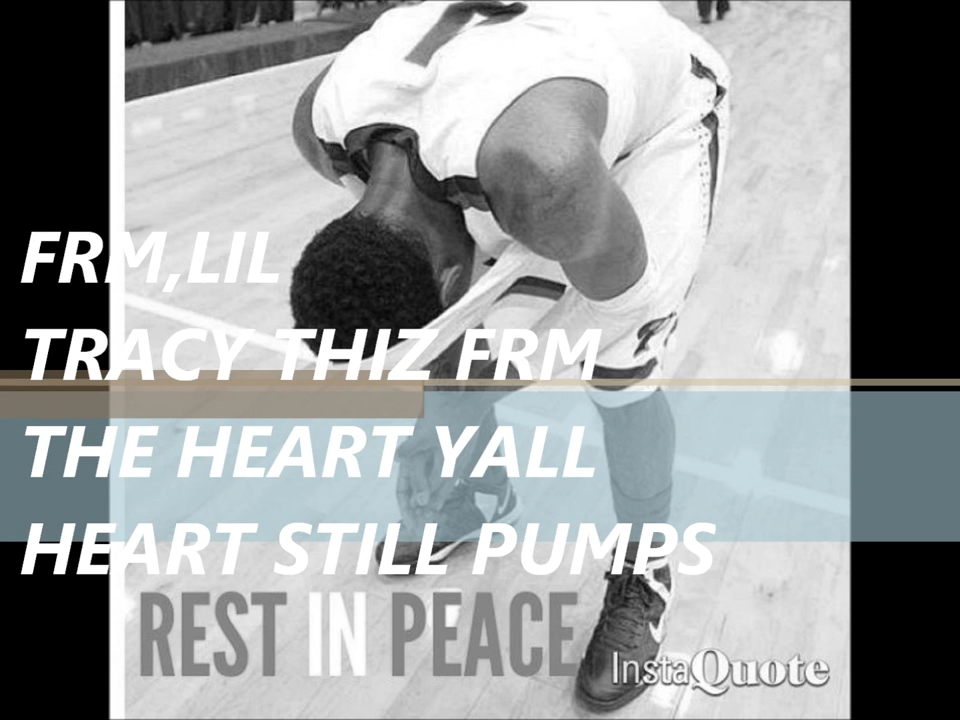 FRM,LIL
TRACY THIZ FRM
THE HEART YALL
HEART STILL PUMPS
REST IN PEACE
InstaQuote